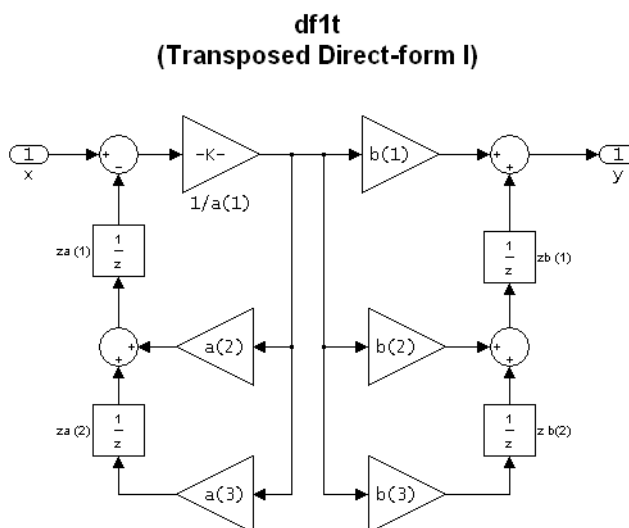 df1t
(Transposed Direct-form I)
1
x
+
−
-K-
1/a(1)
b(1)
+
+
1
y
za (1)
1
z
1
z
zb (1)
+
+
a(2)
b(2)
+
+
za (2)
1
z
1
z
z b(2)
a(3)
b(3)